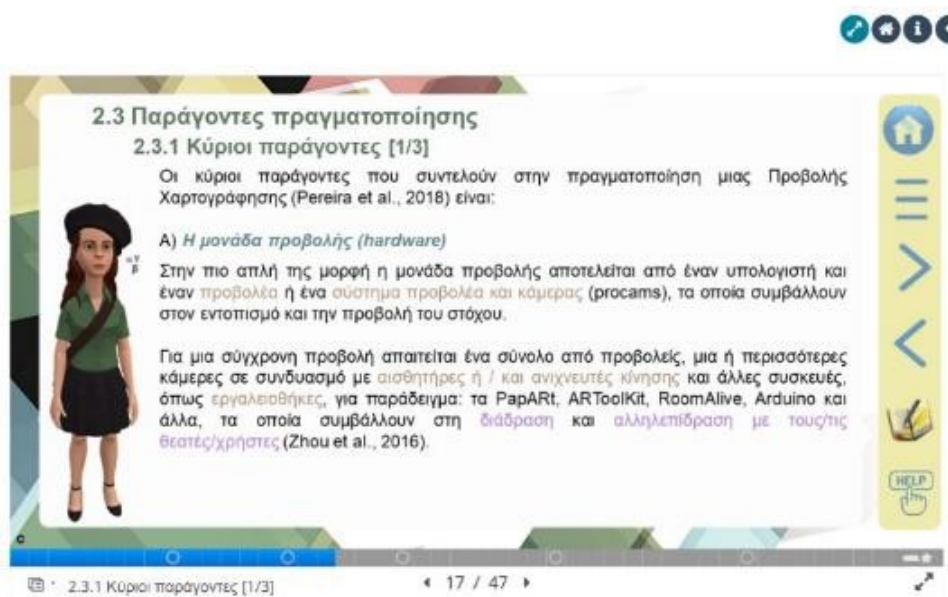 2.3 Παράγοντες πραγματοποίησης
2.3.1 Κύριοι παράγοντες [1/3]
Οι κύριοι παράγοντες που συντελούν στην πραγματοποίηση μιας Προβολής
Χαρτογράφησης (Pereira et al., 2018) είναι:
Α) Η μονάδα προβολής (hardware)
Στην πιο απλή της μορφή η μονάδα προβολής αποτελείται από έναν υπολογιστή και
έναν προβολέα ή ένα σύστημα προβολέα και κάμερας (procams), τα οποία συμβάλλουν
στον εντοπισμό και την προβολή του στόχου.
Για μια σύγχρονη προβολή απαιτείται ένα σύνολο από προβολείς, μια ή περισσότερες
κάμερες σε συνδυασμό με αισθητήρες ή / και ανιχνευτές κίνησης και άλλες συσκευές,
όπως εργαλειοθήκες, για παράδειγμα: τα PapARt, ARToolKit, RoomAlive, Arduino και
άλλα, τα οποία συμβάλλουν στη διάδραση και αλληλεπίδραση με τους/τις
θεατές/χρήστες (Zhou et al., 2016).
HELP
2.3.1 Κύριοι παράγοντες [1/3]
17 / 47